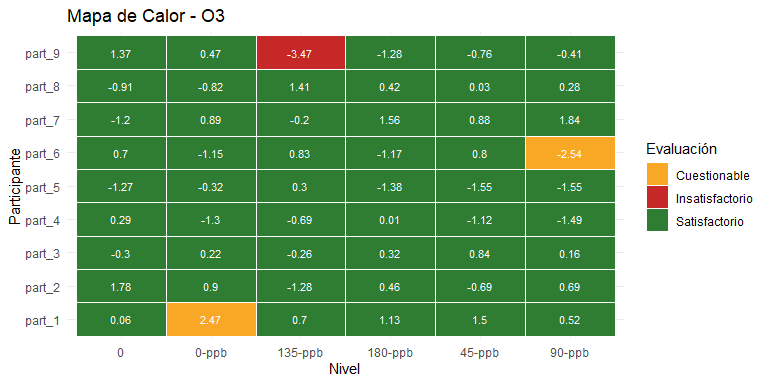 Mapa de Calor - O3
Participante
part_9 1.37 0.47 -3.47 -1.28 -0.76 -0.41
part_8 -0.91 -0.82 1.41 0.42 0.03 0.28
part_7 -1.2 0.89 -0.2 1.56 0.88 1.84
part_6 0.7 -1.15 0.83 -1.17 0.8 -2.54
part_5 -1.27 -0.32 0.3 -1.38 -1.55 -1.55
part_4 0.29 -1.3 -0.69 0.01 -1.12 -1.49
part_3 -0.3 0.22 -0.26 0.32 0.84 0.16
part_2 1.78 0.9 -1.28 0.46 -0.69 0.69
part_1 0.06 2.47 0.7 1.13 1.5 0.52
0 0-ppb 135-ppb 180-ppb 45-ppb 90-ppb
Nivel
Evaluación
Cuestionable
Insatisfactorio
Satisfactorio